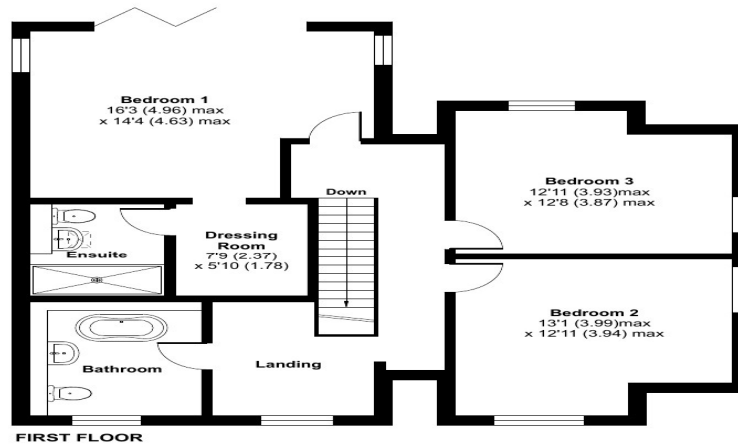 Bedroom 1
16'3 (4.96) max
x 14'4 (4.63) max
Bedroom 3
12'11 (3.93)max
x 12'8 (3.87) max
Down
Dressing
Room
7'9 (2.37)
x 5'10 (1.78)
Ensuite
Bedroom 2
13'1 (3.99)max
x 12'11 (3.94) max
Bathroom
Landing
FIRST FLOOR